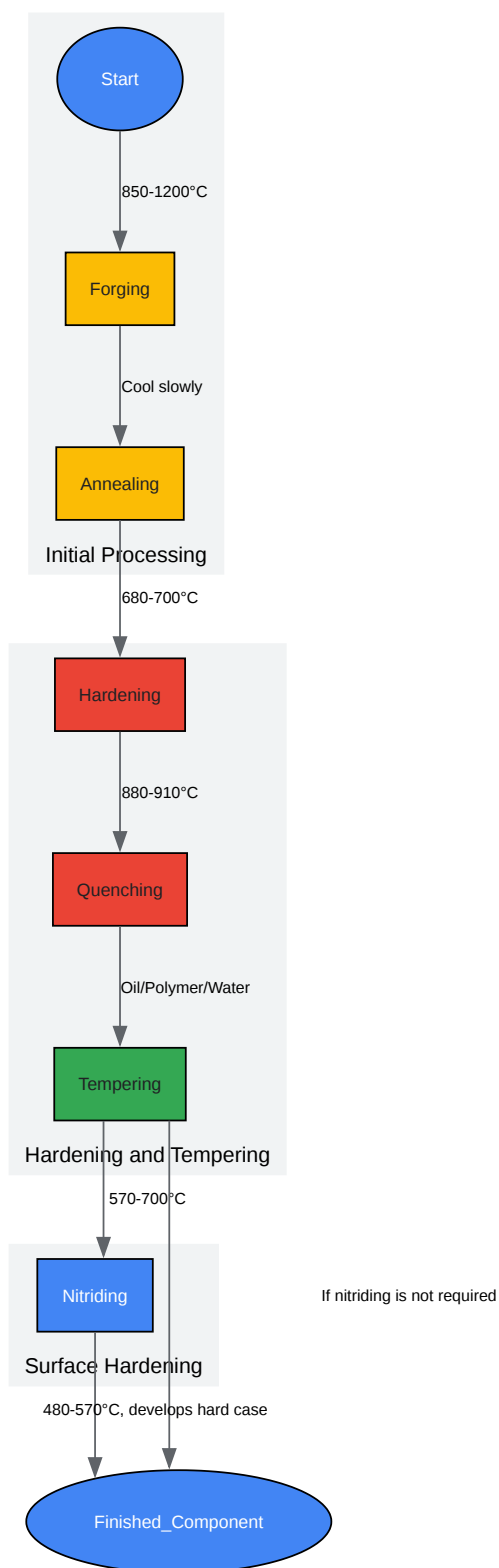 Start
850-1200°C
Forging
Cool slowly
Annealing
Initial Processing
680-700°C
Hardening
880-910°C
Quenching
Oil/Polymer/Water
Tempering
Hardening and Tempering
570-700°C
Nitriding
If nitriding is not required
Surface Hardening
480-570°C, develops hard case
Finished_Component